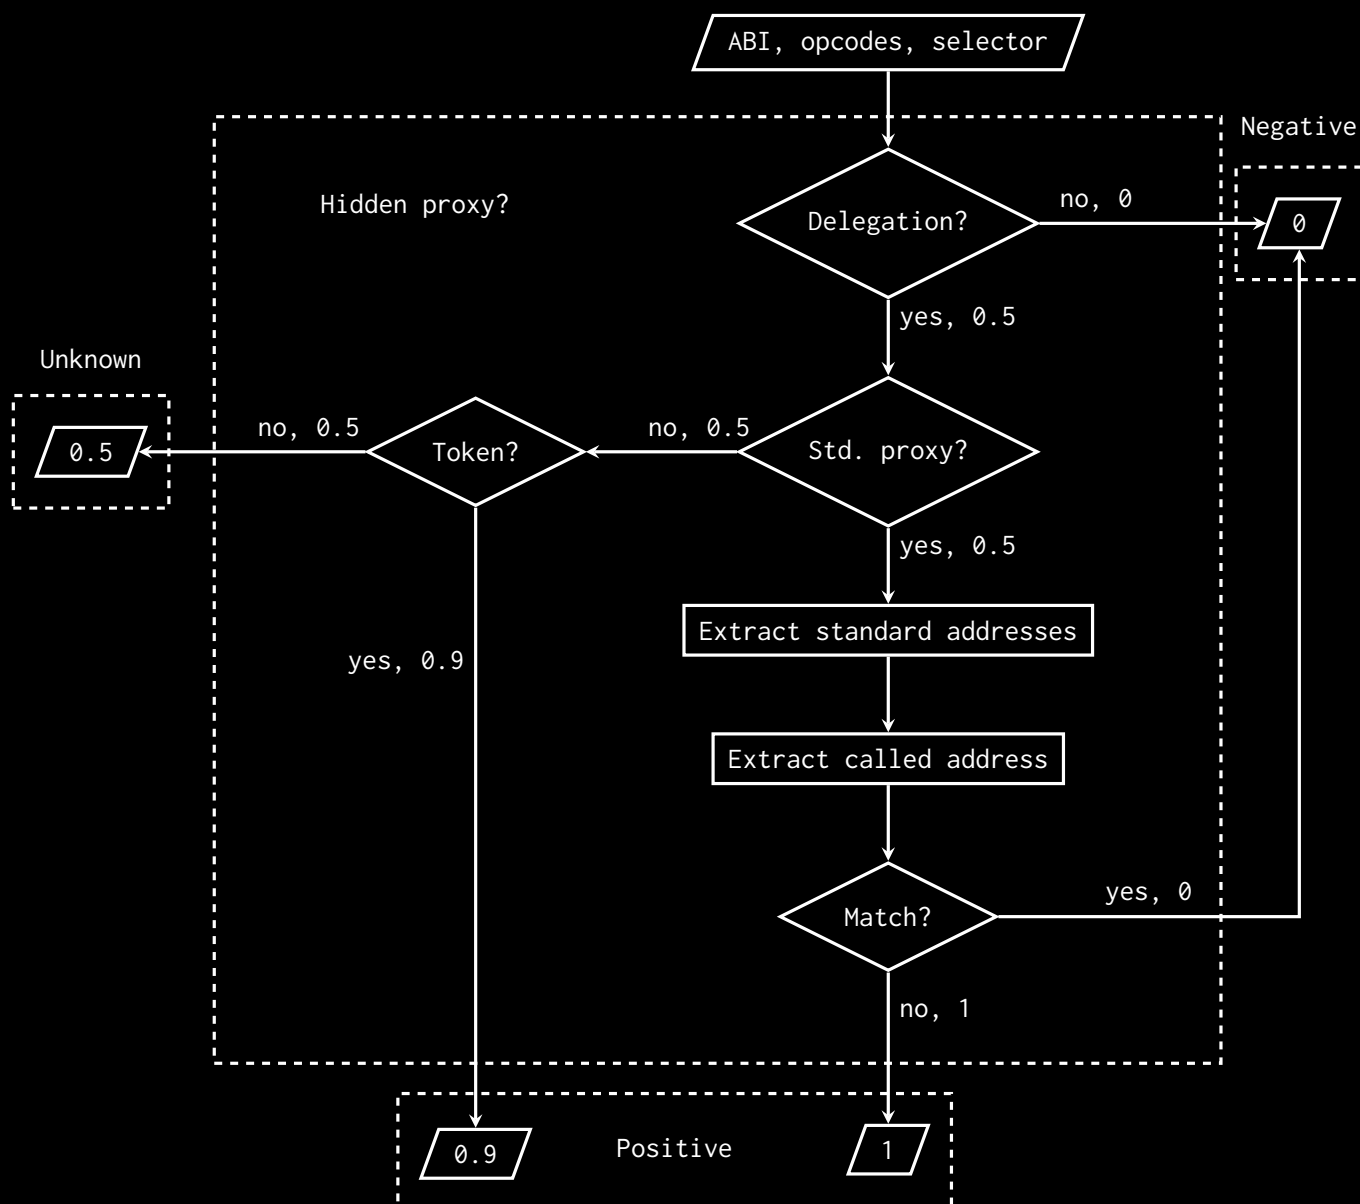 ABI, opcodes, selector
Negative
Hidden proxy?
Delegation?
no, 0
0
yes, 0.5
Unknown
0.5
no, 0.5
Token?
no, 0.5
Std. proxy?
yes, 0.5
Extract standard addresses
yes, 0.9
Extract called address
Match?
yes, 0
no, 1
0.9
Positive
1